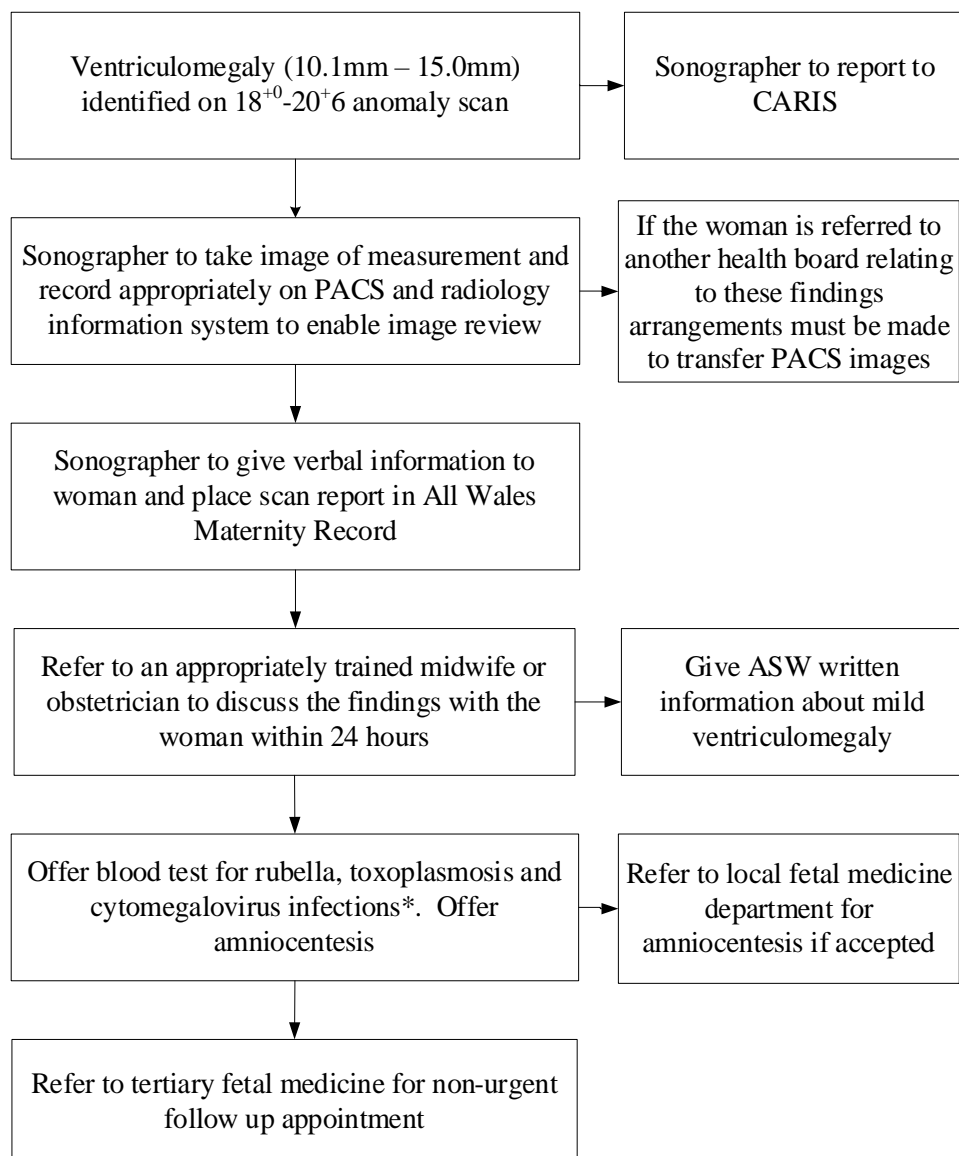 Ventriculomegaly (10.1mm – 15.0mm)
identified on 18+0-20+6 anomaly scan
Sonographer to report to
CARIS
Sonographer to take image of measurement and
record appropriately on PACS and radiology
information system to enable image review
If the woman is referred to
another health board relating
to these findings
arrangements must be made
to transfer PACS images
Sonographer to give verbal information to
woman and place scan report in All Wales
Maternity Record
Refer to an appropriately trained midwife or
obstetrician to discuss the findings with the
woman within 24 hours
Give ASW written
information about mild
ventriculomegaly
Offer blood test for rubella, toxoplasmosis and
cytomegalovirus infections*.  Offer
amniocentesis
Refer to local fetal medicine
department for
amniocentesis if accepted
Refer to tertiary fetal medicine for non-urgent
follow up appointment